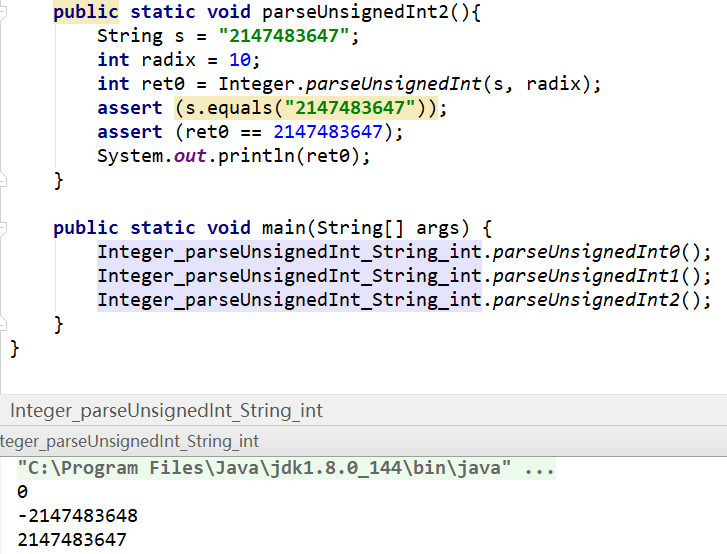 public static void parseUnsignedInt2(){
String s = "2147483647";
int radix = 10;
int ret0 = Integer.parseUnsignedInt(s, radix);
assert (s.equals("2147483647"));
assert (ret0 == 2147483647);
System.out.println(ret0);
}
public static void main(String[] args) {
Integer_parseUnsignedInt_String_int.parseUnsignedInt0();
Integer_parseUnsignedInt_String_int.parseUnsignedInt1();
Integer_parseUnsignedInt_String_int.parseUnsignedInt2();
}
}
Integer_parseUnsignedInt_String_int
teger_parseUnsignedInt_String_int
"C:\Program Files\Java\jdk1.8.0_144\bin\java" ...
0
-2147483648
2147483647